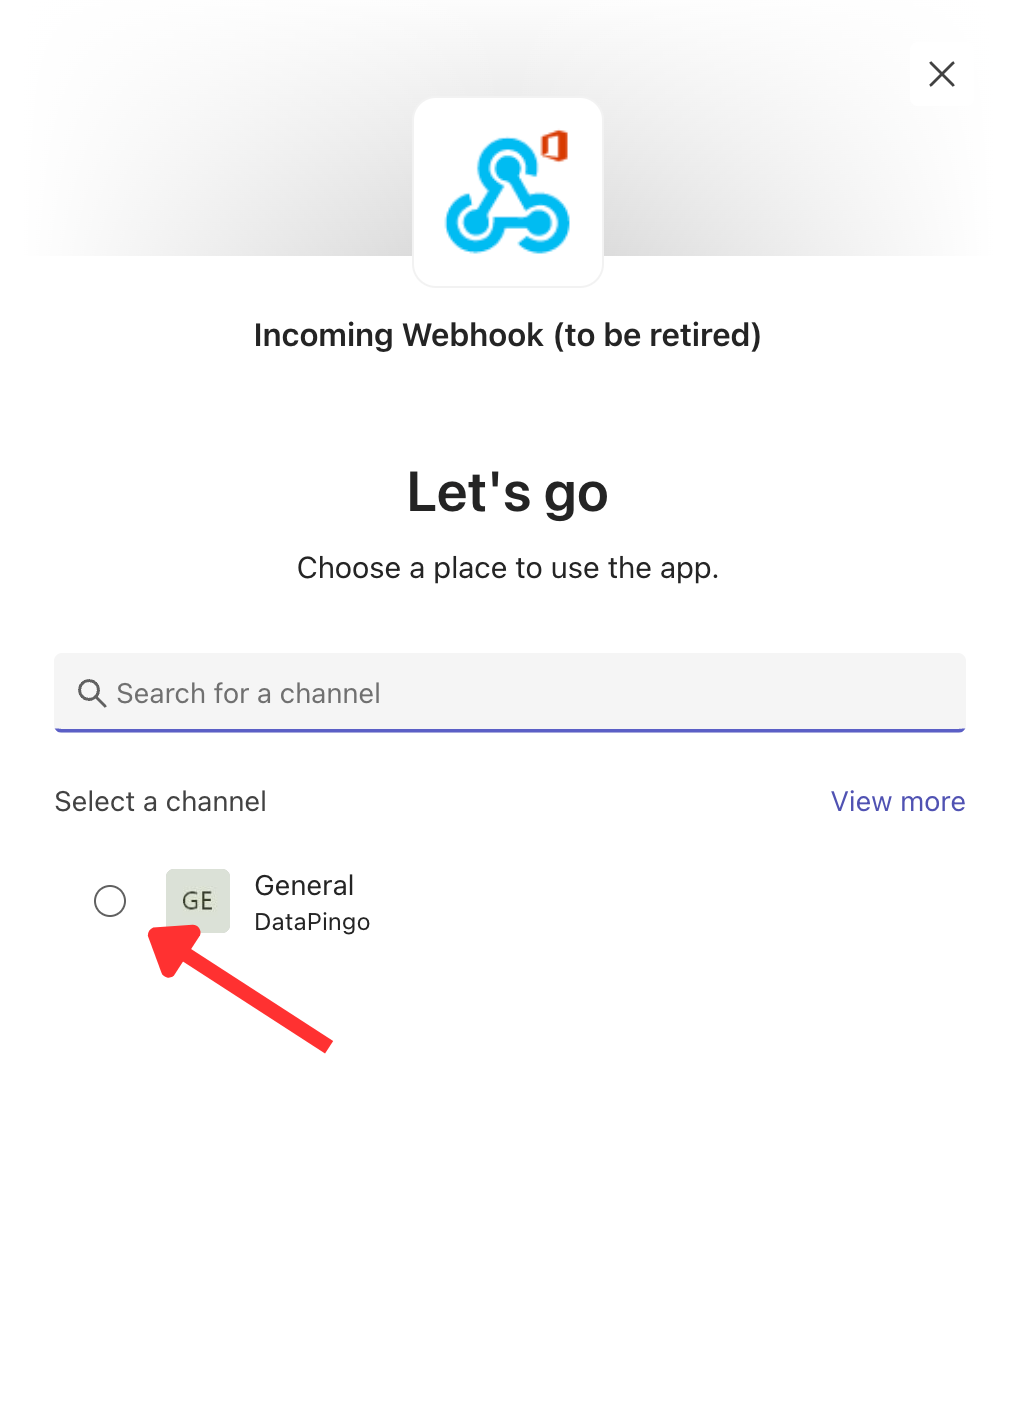 Incoming Webhook (to be retired)
Let's go
Choose a place to use the app.
Search for a channel
Select a channel
View more
GE
General
DataPingo